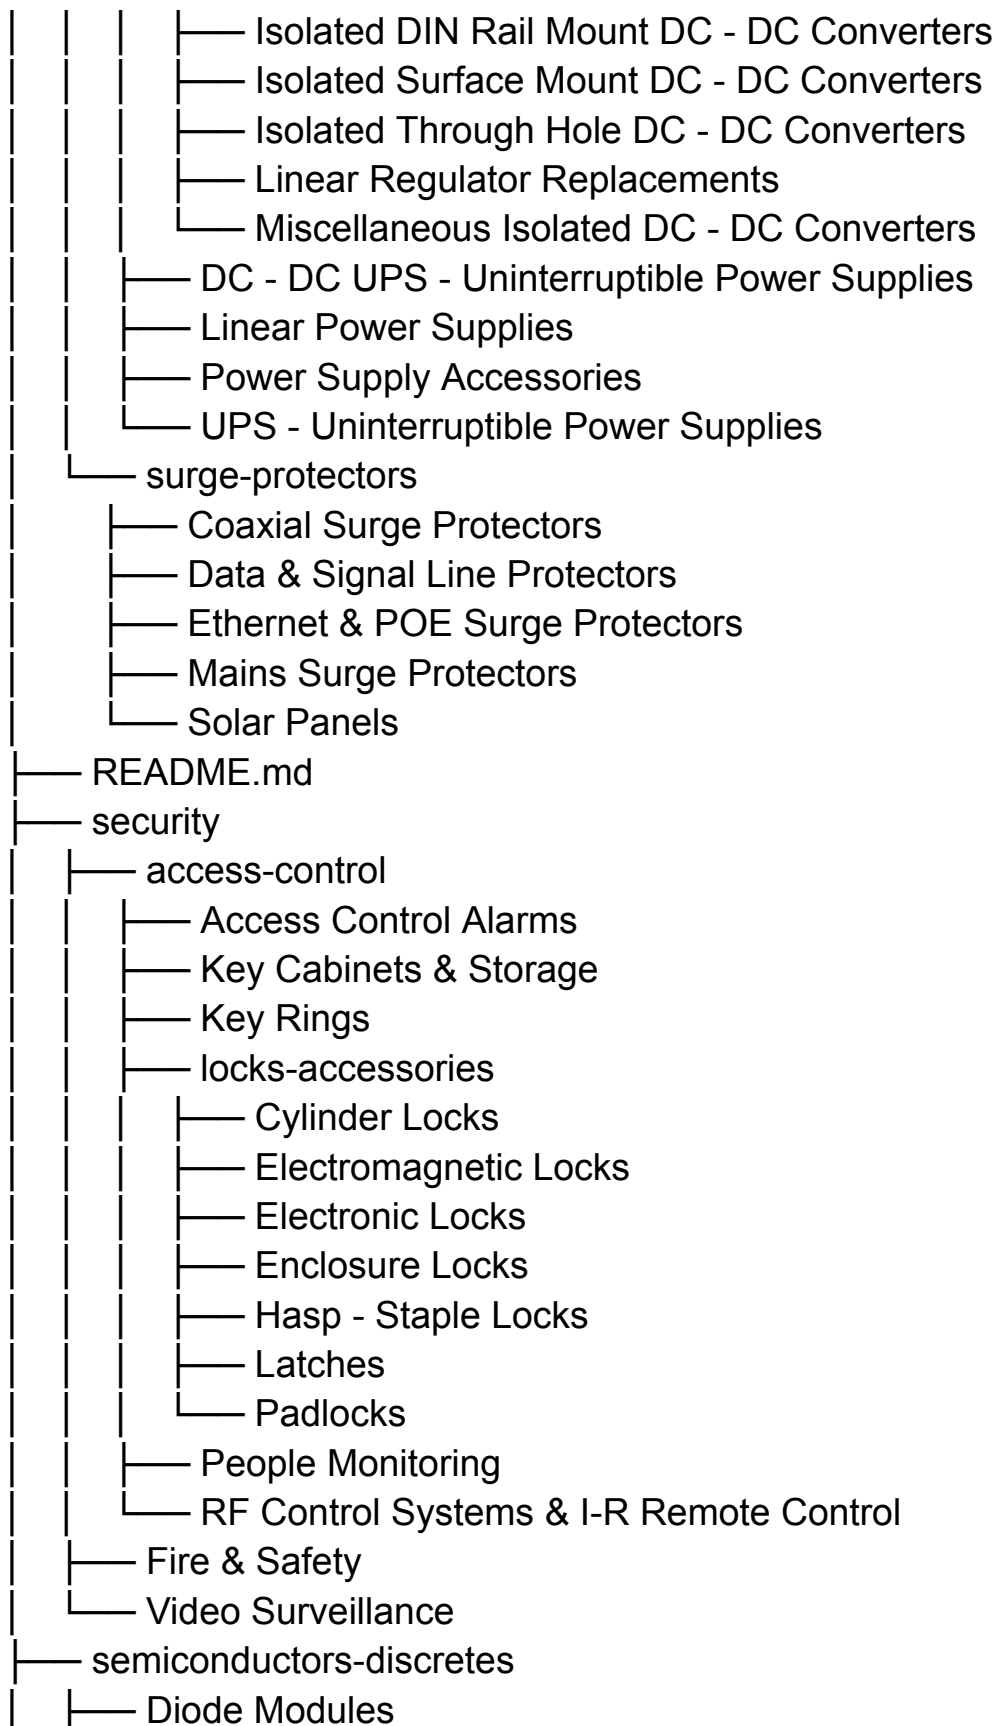 Isolated DIN Rail Mount DC - DC Converters
Isolated Surface Mount DC - DC Converters
Isolated Through Hole DC - DC Converters
Linear Regulator Replacements
Miscellaneous Isolated DC - DC Converters
DC - DC UPS - Uninterruptible Power Supplies
Linear Power Supplies
Power Supply Accessories
UPS - Uninterruptible Power Supplies
surge-protectors
Coaxial Surge Protectors
Data & Signal Line Protectors
Ethernet & POE Surge Protectors
Mains Surge Protectors
Solar Panels
README.md
security
access-control
Access Control Alarms
Key Cabinets & Storage
Key Rings
locks-accessories
Cylinder Locks
Electromagnetic Locks
Electronic Locks
Enclosure Locks
Hasp - Staple Locks
Latches
Padlocks
People Monitoring
RF Control Systems & I-R Remote Control
Fire & Safety
Video Surveillance
semiconductors-discretes
Diode Modules